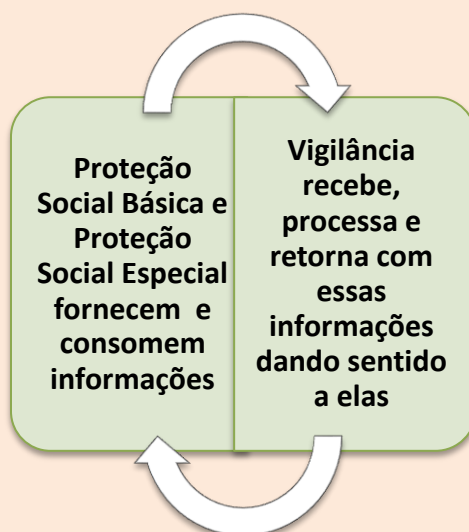 Proteção
Social Básica e
Proteção
Social Especial
fornecem e
consomem
informações
Vigilância
recebe,
processa e
retorna com
essas
informações
dando sentido
a elas